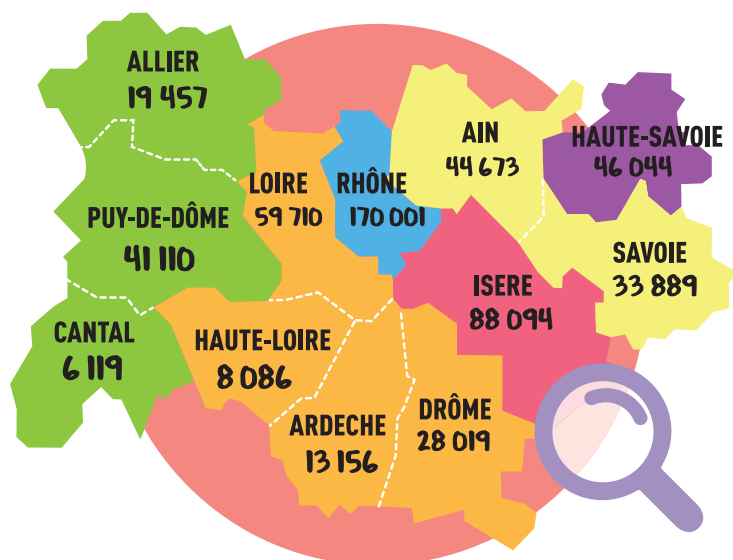 ALLIER
19 457
AIN
44 673
HAUTE-SAVOIE
46 044
LOIRE
59 710
RHÔNE
170 001
PUY-DE-DÔME
41 110
SAVOIE
33 889
ISERE
88 094
CANTAL
6 119
HAUTE-LOIRE
8 086
ARDECHE
13 156
DRÔME
28 019